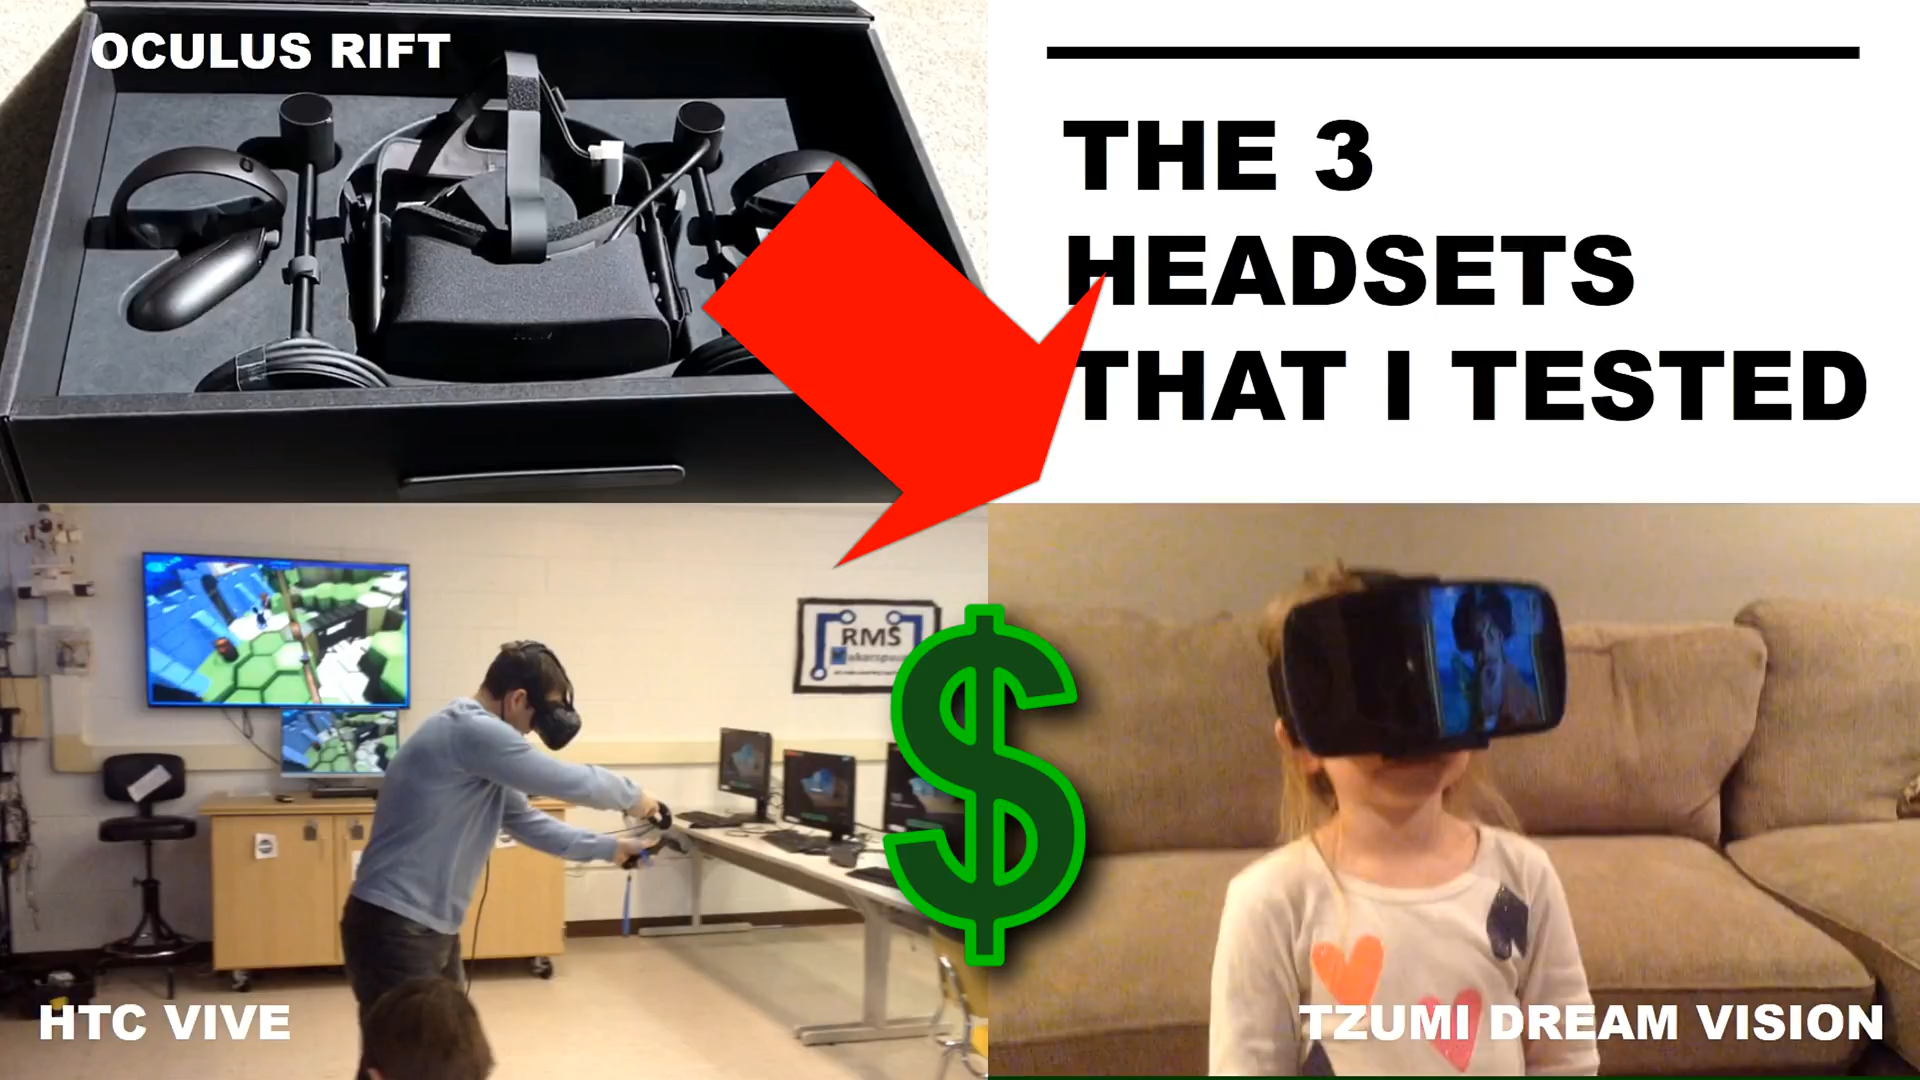 OCULUS RIFT
THE 3
HEADSETS
THAT I TESTED
RMS
HTC VIVE
TZUMI DREAM VISION
$